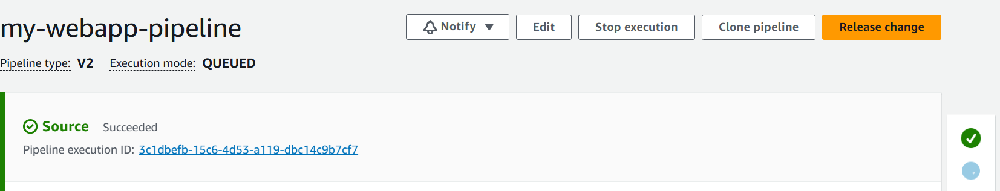 my-webapp-pipeline
Notify
Edit
Stop execution
Clone pipeline
Release change
Pipeline type: V2 Execution mode: QUEUED
Source Succeeded
Pipeline execution ID: 3c1dbefb-15c6-4d53-a119-dbc14c9b7cf7